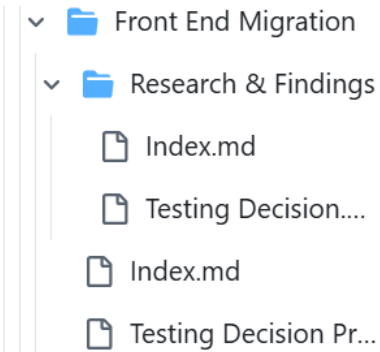 Front End Migration
Research & Findings
Index.md
Testing Decision....
Index.md
Testing Decision Pr...